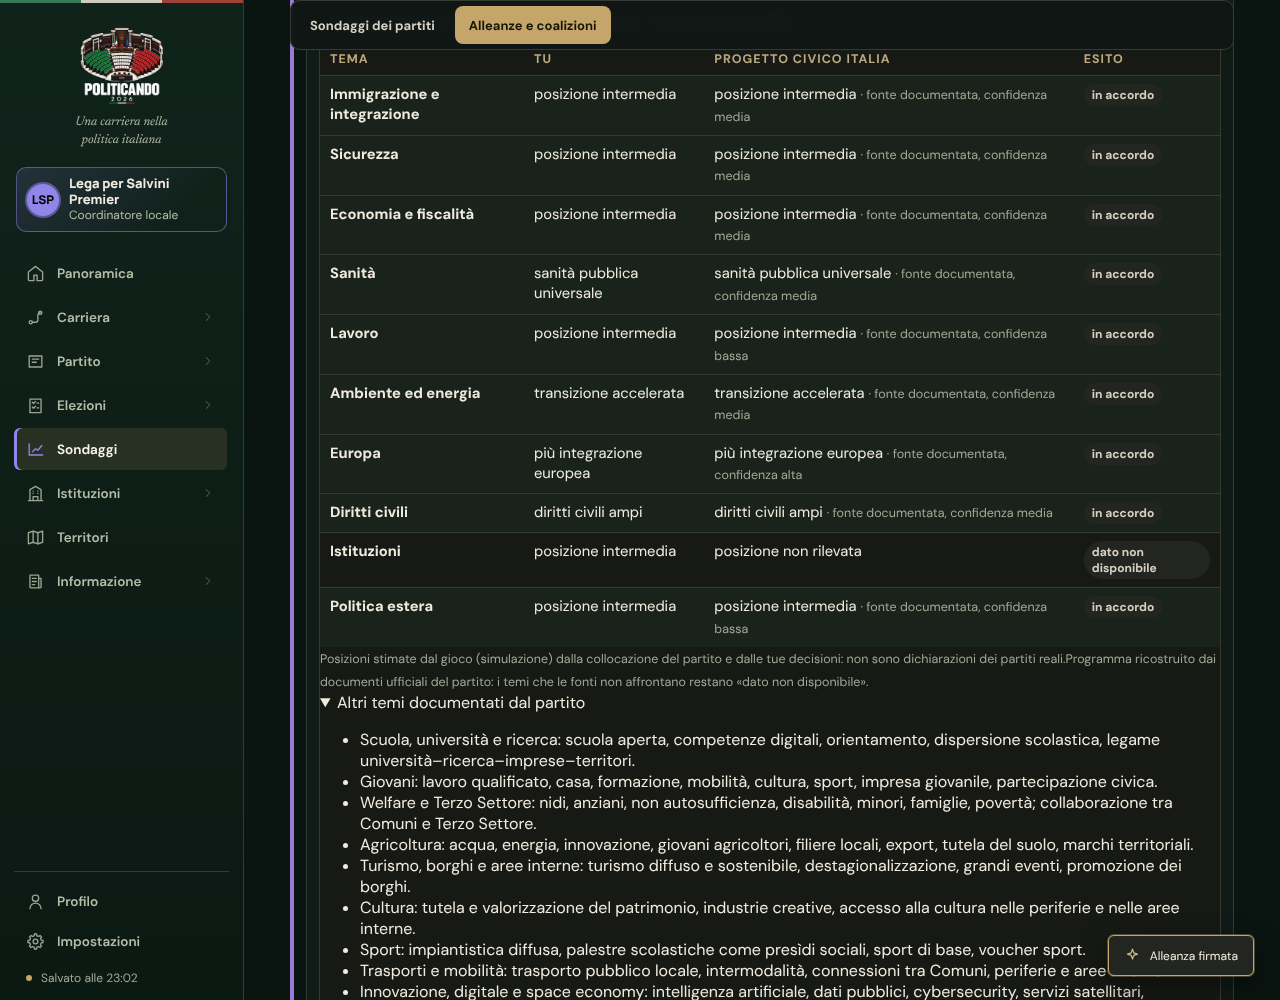 POLITICANDO
2026
Una carriera nella
politica italiana
LSP
Lega per Salvini
Premier
Coordinatore locale
Panoramica
Carriera
Partito
Elezioni
Sondaggi
Istituzioni
Territori
Informazione
Profilo
Impostazioni
Salvato alle 23:02
Sondaggi dei partiti
Alleanze e coalizioni
TEMA TU PROGETTO CIVICO ITALIA ESITO
Immigrazione e posizione intermedia posizione intermedia · fonte documentata, confidenza in accordo
integrazione media
Sicurezza posizione intermedia posizione intermedia · fonte documentata, confidenza in accordo
media
Economia e fiscalità posizione intermedia posizione intermedia · fonte documentata, confidenza in accordo
media
Sanità sanità pubblica sanità pubblica universale · fonte documentata, in accordo
universale confidenza media
Lavoro posizione intermedia posizione intermedia · fonte documentata, confidenza in accordo
bassa
Ambiente ed energia transizione accelerata transizione accelerata · fonte documentata, confidenza in accordo
media
Europa più integrazione più integrazione europea · fonte documentata, in accordo
europea confidenza alta
Diritti civili diritti civili ampi diritti civili ampi · fonte documentata, confidenza media in accordo
Istituzioni posizione intermedia posizione non rilevata dato non
disponibile
Politica estera posizione intermedia posizione intermedia · fonte documentata, confidenza in accordo
bassa
Posizioni stimate dal gioco (simulazione) dalla collocazione del partito e dalle tue decisioni: non sono dichiarazioni dei partiti reali.Programma ricostruito dai
documenti ufficiali del partito: i temi che le fonti non affrontano restano «dato non disponibile».
▼ Altri temi documentati dal partito
• Scuola, università e ricerca: scuola aperta, competenze digitali, orientamento, dispersione scolastica, legame
università–ricerca–imprese–territori.
• Giovani: lavoro qualificato, casa, formazione, mobilità, cultura, sport, impresa giovanile, partecipazione civica.
• Welfare e Terzo Settore: nidi, anziani, non autosufficienza, disabilità, minori, famiglie, povertà; collaborazione tra
Comuni e Terzo Settore.
• Agricoltura: acqua, energia, innovazione, giovani agricoltori, filiere locali, export, tutela del suolo, marchi territoriali.
• Turismo, borghi e aree interne: turismo diffuso e sostenibile, destagionalizzazione, grandi eventi, promozione dei
borghi.
• Cultura: tutela e valorizzazione del patrimonio, industrie creative, accesso alla cultura nelle periferie e nelle aree
interne.
• Sport: impiantistica diffusa, palestre scolastiche come presìdi sociali, sport di base, voucher sport.
• Trasporti e mobilità: trasporto pubblico locale, intermodalità, connessioni tra Comuni, periferie e aree
• Innovazione, digitale e space economy: intelligenza artificiale, dati pubblici, cybersecurity, servizi satellitari,
Alleanza firmata